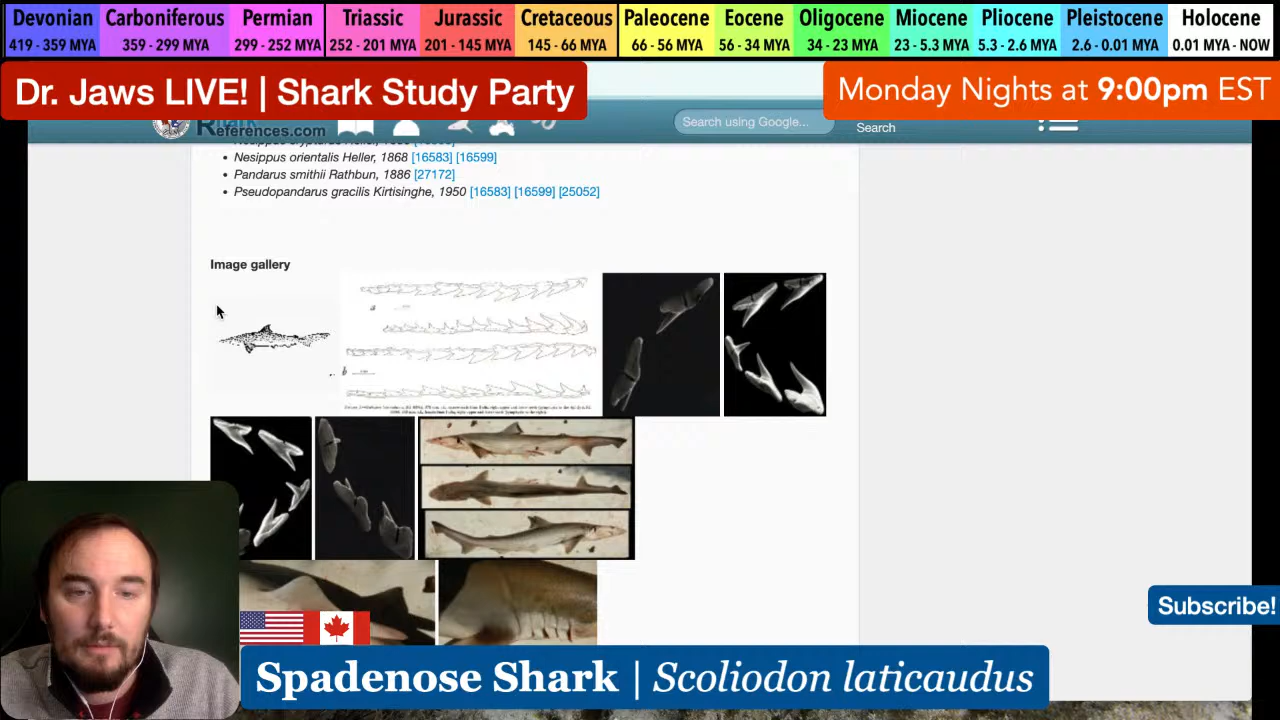 Devonian Carboniferous Permian Triassic Jurassic Cretaceous Paleocene Eocene Oligocene Miocene Pliocene Pleistocene Holocene
419 - 359 MYA 359 - 299 MYA 299 - 252 MYA 252 - 201 MYA 201 - 145 MYA 145 - 66 MYA 66 - 56 MYA 56 - 34 MYA 34 - 23 MYA 23 - 5.3 MYA 5.3 - 2.6 MYA 2.6 - 0.01 MYA 0.01 MYA - NOW
Dr. Jaws LIVE! | Shark Study Party
Monday Nights at 9:00pm EST
References.com
Search using Google...
Search
Nesippus orientalis Heller, 1868 [16583] [16599]
Pandarus smithii Rathbun, 1886 [27172]
Pseudopandarus gracilis Kirtisinghe, 1950 [16583] [16599] [25052]
Image gallery
Subscribe!
Spadenose Shark | Scoliodon laticaudus